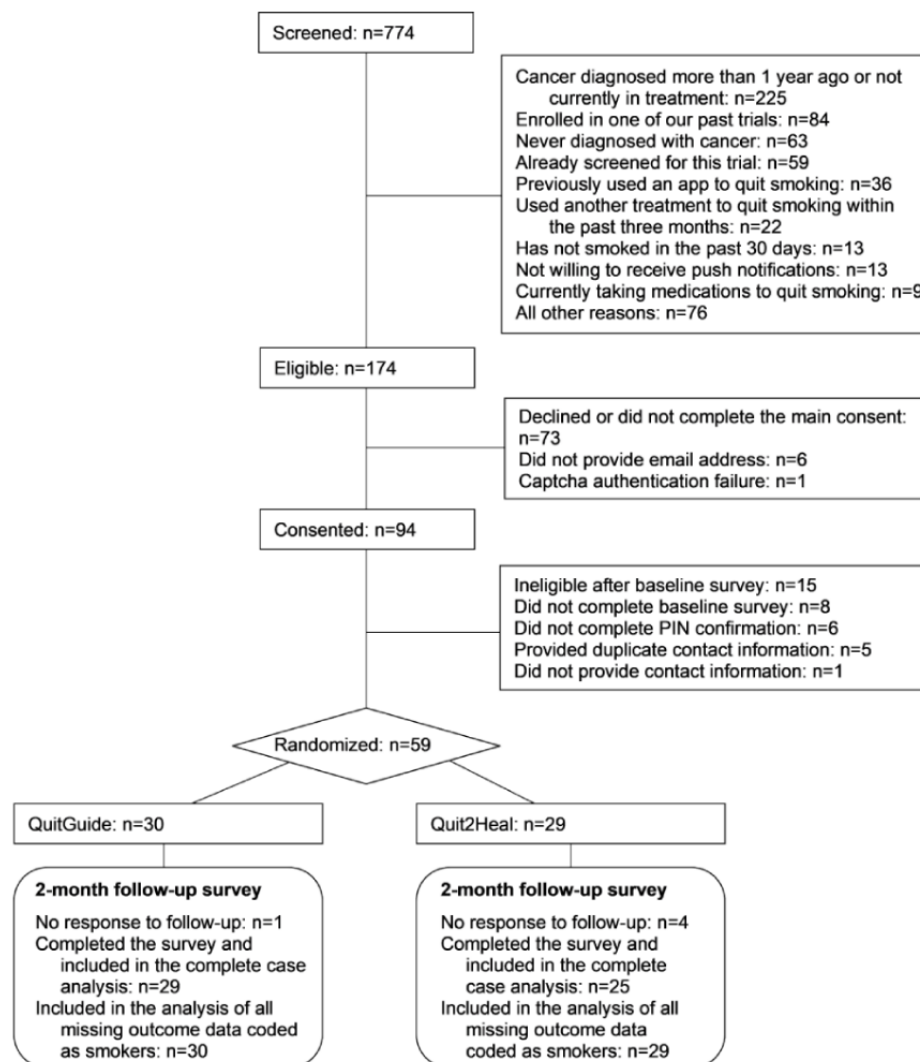 Screened: n=774
Cancer diagnosed more than 1 year ago or not
currently in treatment: n=225
Enrolled in one of our past trials: n=84
Never diagnosed with cancer: n=63
Already screened for this trial: n=59
Previously used an app to quit smoking: n=36
Used another treatment to quit smoking within
the past three months: n=22
Has not smoked in the past 30 days: n=13
Not willing to receive push notifications: n=13
Currently taking medications to quit smoking: n=9
All other reasons: n=76
Eligible: n=174
Declined or did not complete the main consent:
n=73
Did not provide email address: n=6
Captcha authentication failure: n=1
Consented: n=94
Ineligible after baseline survey: n=15
Did not complete baseline survey: n=8
Did not complete PIN confirmation: n=6
Provided duplicate contact information: n=5
Did not provide contact information: n=1
Randomized: n=59
QuitGuide: n=30
2-month follow-up survey
No response to follow-up: n=1
Completed the survey and
included in the complete case
analysis: n=29
Included in the analysis of all
missing outcome data coded
as smokers: n=30
Quit2Heal: n=29
2-month follow-up survey
No response to follow-up: n=4
Completed the survey and
included in the complete
case analysis: n=25
Included in the analysis of all
missing outcome data
coded as smokers: n=29